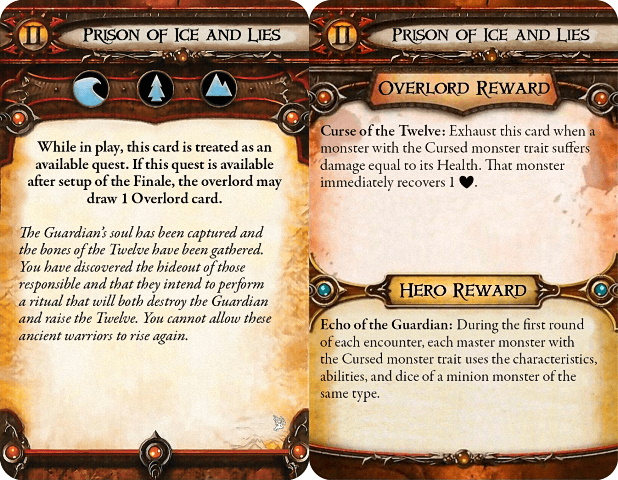 II
PRISON OF ICE AND LIES
While in play, this card is treated as an
available quest. If this quest is available
after setup of the Finale, the overlord may
draw 1 Overlord card.
The Guardian's soul has been captured and
the bones of the Twelve have been gathered.
You have discovered the hideout of those
responsible and that they intend to perform
a ritual that will both destroy the Guardian
and raise the Twelve. You cannot allow these
ancient warriors to rise again.
II
PRISON OF ICE AND LIES
OVERLORD REWARD
Curse of the Twelve: Exhaust this card when a
monster with the Cursed monster trait suffers
damage equal to its Health. That monster
immediately recovers 1 ♥.
HERO REWARD
Echo of the Guardian: During the first round
of each encounter, each master monster with
the Cursed monster trait uses the characteristics,
abilities, and dice of a minion monster of the
same type.